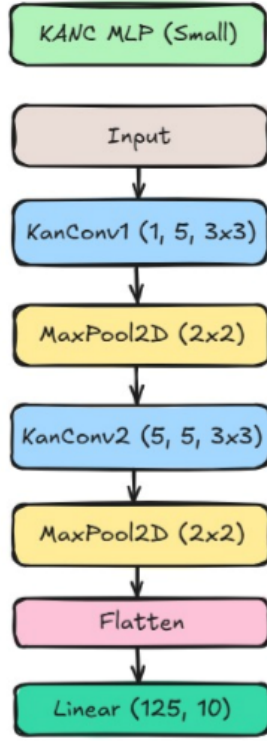 KANC MLP (Small)
Input
KanConv1 (1, 5, 3x3)
MaxPool2D (2x2)
KanConv2 (5, 5, 3x3)
MaxPool2D (2x2)
Flatten
Linear (125, 10)